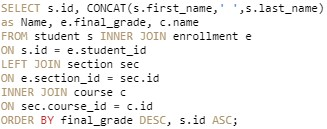 SELECT s.id, CONCAT(s.first_name,' ',s.last_name)
as Name, e.final_grade, c.name
FROM student s INNER JOIN enrollment e
ON s.id = e.student_id
LEFT JOIN section sec
ON e.section_id = sec.id
INNER JOIN course c
ON sec.course_id = c.id
ORDER BY final_grade DESC, s.id ASC;